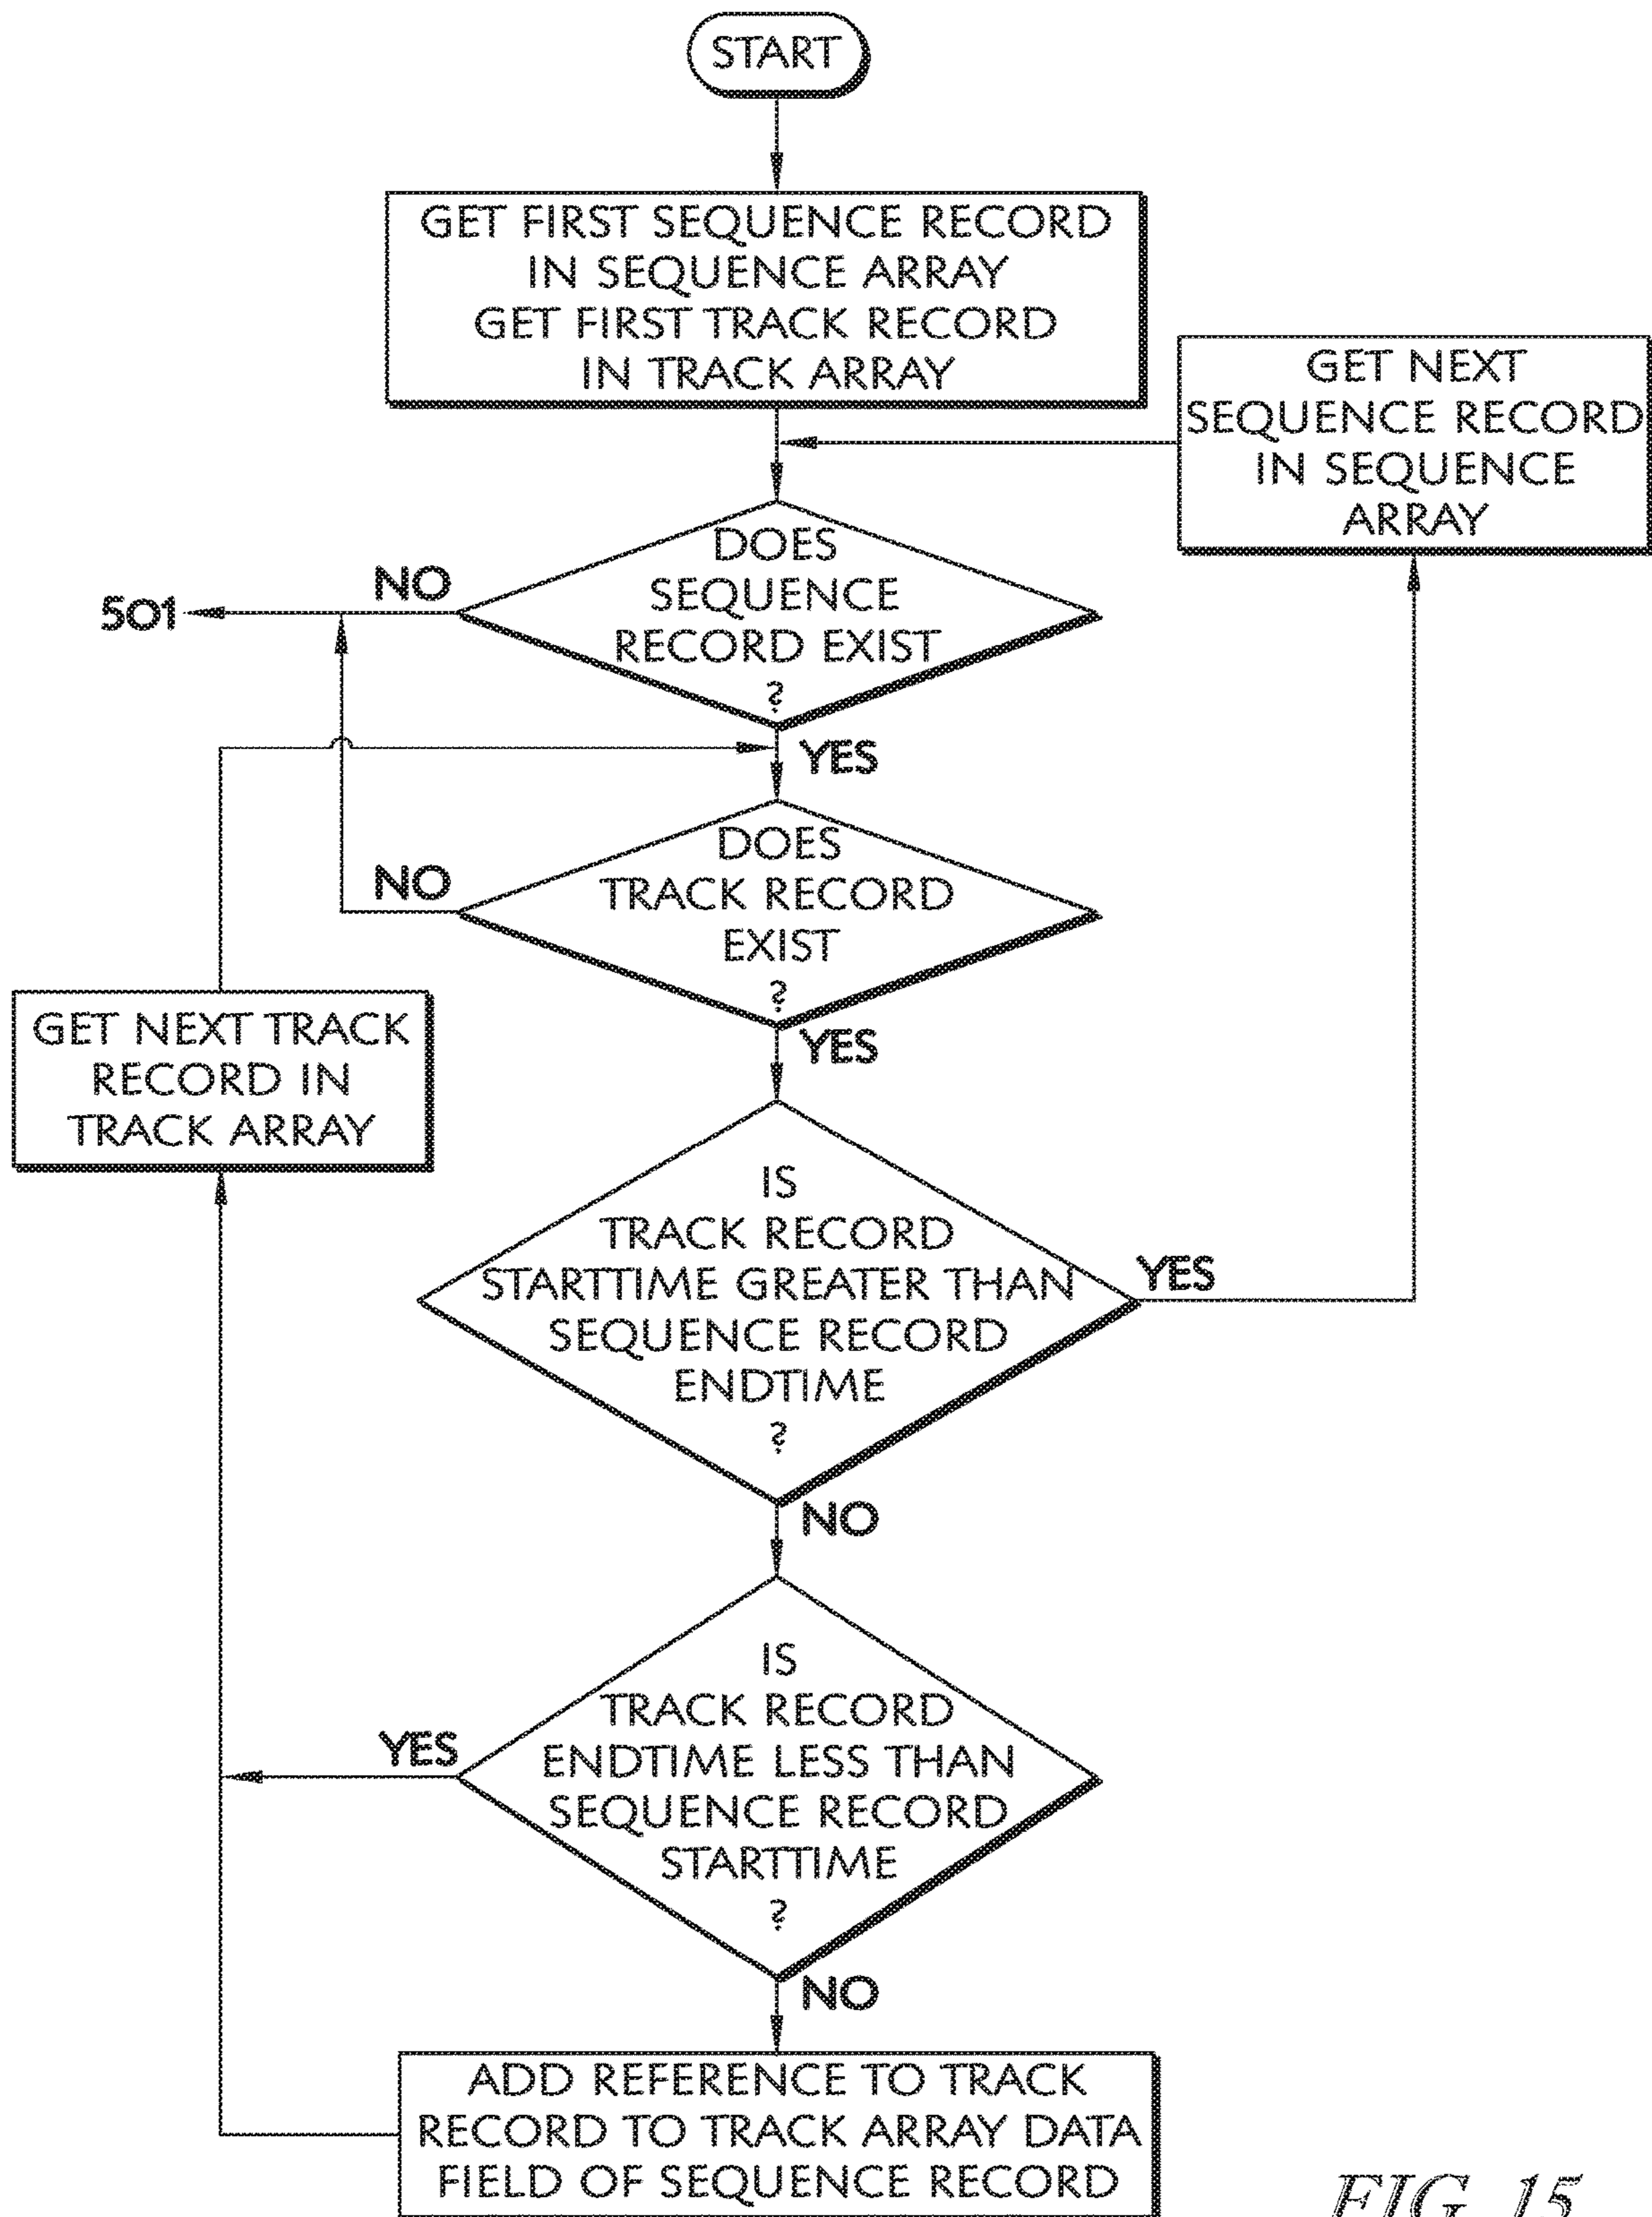 START
GET FIRST SEQUENCE RECORD
IN SEQUENCE ARRAY
GET FIRST TRACK RECORD
IN TRACK ARRAY
GET NEXT
SEQUENCE RECORD
IN SEQUENCE
ARRAY
DOES
SEQUENCE
RECORD EXIST
?
NO
501
YES
DOES
TRACK RECORD
EXIST
?
NO
YES
GET NEXT TRACK
RECORD IN
TRACK ARRAY
IS
TRACK RECORD
STARTTIME GREATER THAN
SEQUENCE RECORD
ENDTIME
?
YES
NO
IS
TRACK RECORD
ENDTIME LESS THAN
SEQUENCE RECORD
STARTTIME
?
YES
NO
ADD REFERENCE TO TRACK
RECORD TO TRACK ARRAY DATA
FIELD OF SEQUENCE RECORD
FIG. 15